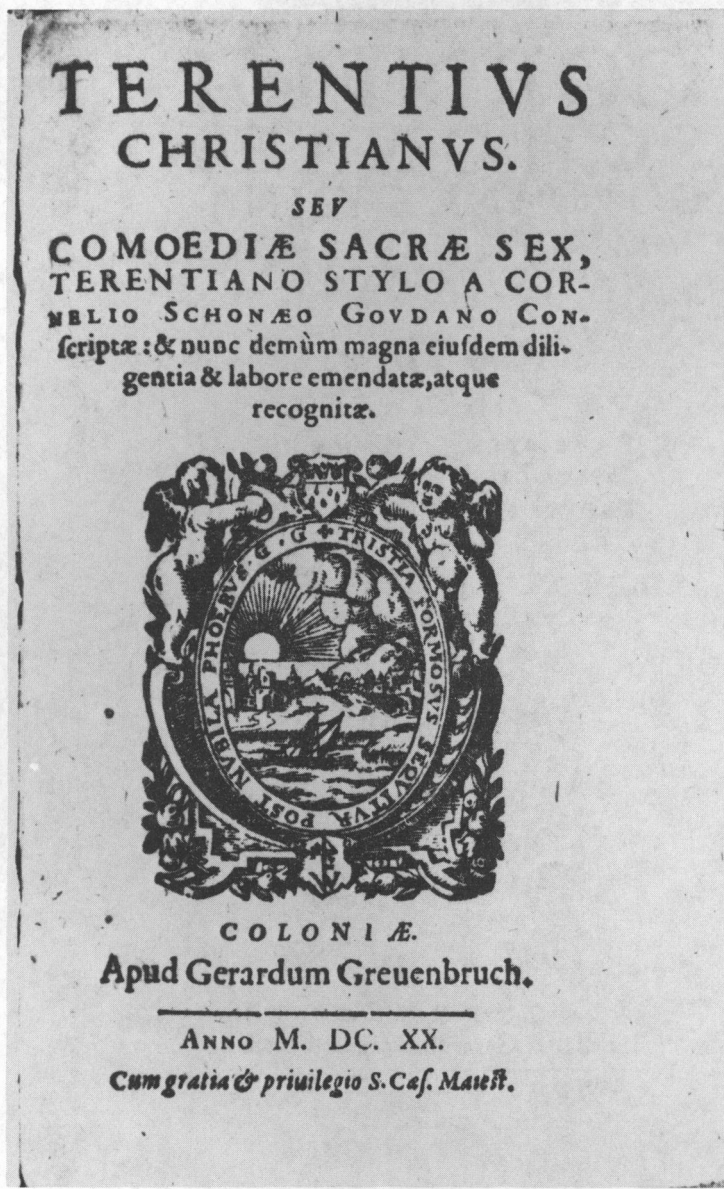 TERENTIVS
CHRISTIANVS.
SEV
COMOEDIÆ SACRÆ SEX,
TERENTIANO STYLO A COR-
NELIO SCHONÆO GOVDANO CON-
ſcriptæ: & nunc demùm magna eiuſdem dili-
gentia & labore emendatæ, atque
recognitæ.
G · G ✚ TRISTIA FORMOSVS SEQVITVR POST NVBILA PHOEBVS ·
COLONIÆ.
Apud Gerardum Greuenbruch.
ANNO M. DC. XX.
Cum gratia & priuilegio S. Cæſ. Maieſt.